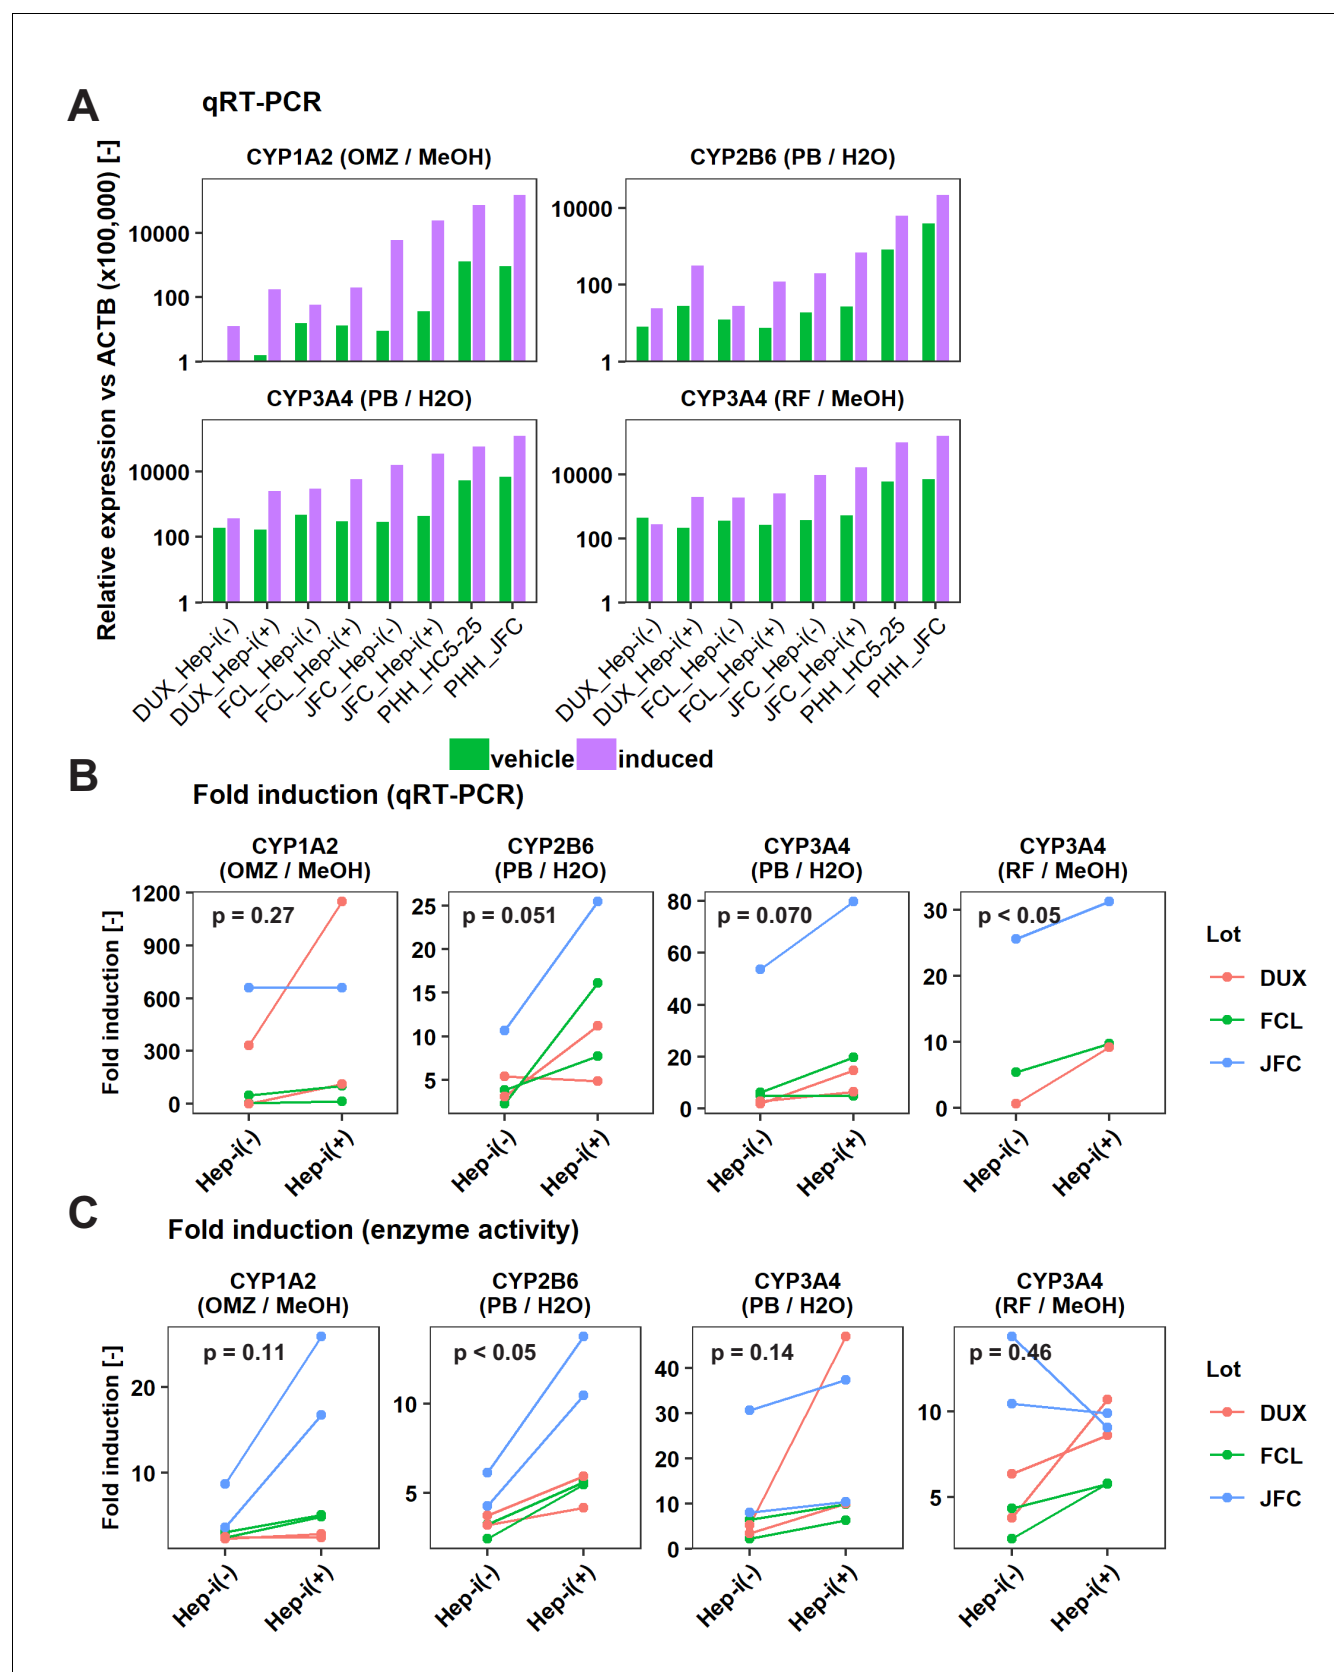 A
qRT-PCR
Relative expression vs ACTB (x100,000) [-]
CYP1A2 (OMZ / MeOH)
CYP2B6 (PB / H2O)
10000
100
1
10000
100
1
CYP3A4 (PB / H2O)
CYP3A4 (RF / MeOH)
10000
100
1
10000
100
1
DUX_Hep-i(-)
DUX_Hep-i(+)
FCL_Hep-i(-)
FCL_Hep-i(+)
JFC_Hep-i(-)
JFC_Hep-i(+)
PHH_HC5-25
PHH_JFC
DUX_Hep-i(-)
DUX_Hep-i(+)
FCL_Hep-i(-)
FCL_Hep-i(+)
JFC_Hep-i(-)
JFC_Hep-i(+)
PHH_HC5-25
PHH_JFC
vehicle induced
B
Fold induction (qRT-PCR)
Fold induction [-]
CYP1A2
(OMZ / MeOH)
1200
900
600
300
0
p = 0.27
Hep-i(-)
Hep-i(+)
CYP2B6
(PB / H2O)
25
20
15
10
5
p = 0.051
Hep-i(-)
Hep-i(+)
CYP3A4
(PB / H2O)
80
60
40
20
0
p = 0.070
Hep-i(-)
Hep-i(+)
CYP3A4
(RF / MeOH)
30
20
10
0
p < 0.05
Hep-i(-)
Hep-i(+)
Lot
DUX
FCL
JFC
C
Fold induction (enzyme activity)
Fold induction [-]
CYP1A2
(OMZ / MeOH)
20
10
p = 0.11
Hep-i(-)
Hep-i(+)
CYP2B6
(PB / H2O)
10
5
p < 0.05
Hep-i(-)
Hep-i(+)
CYP3A4
(PB / H2O)
40
30
20
10
0
p = 0.14
Hep-i(-)
Hep-i(+)
CYP3A4
(RF / MeOH)
10
5
p = 0.46
Hep-i(-)
Hep-i(+)
Lot
DUX
FCL
JFC